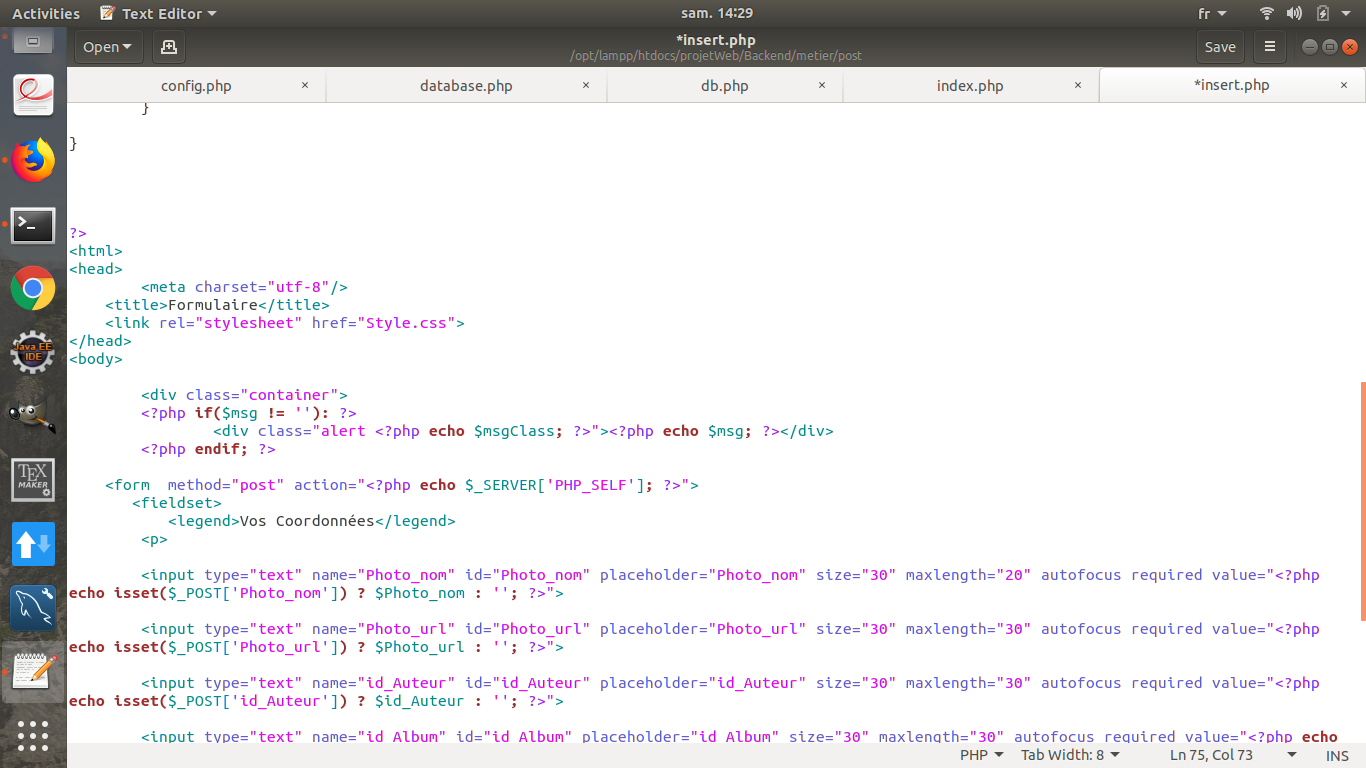 Activities Text Editor sam. 14:29 fr
Open *insert.php Save
/opt/lampp/htdocs/projetWeb/Backend/metier/post
config.php × database.php × db.php × index.php × *insert.php ×
}
}
?>
<html>
<head>
<meta charset="utf-8"/>
<title>Formulaire</title>
<link rel="stylesheet" href="Style.css">
</head>
<body>
<div class="container">
<?php if($msg != ''): ?>
<div class="alert <?php echo $msgClass; ?>"><?php echo $msg; ?></div>
<?php endif; ?>
<form  method="post" action="<?php echo $_SERVER['PHP_SELF']; ?>">
<fieldset>
<legend>Vos Coordonnées</legend>
<p>
<input type="text" name="Photo_nom" id="Photo_nom" placeholder="Photo_nom" size="30" maxlength="20" autofocus required value="<?php
echo isset($_POST['Photo_nom']) ? $Photo_nom : ''; ?>">
<input type="text" name="Photo_url" id="Photo_url" placeholder="Photo_url" size="30" maxlength="30" autofocus required value="<?php
echo isset($_POST['Photo_url']) ? $Photo_url : ''; ?>">
<input type="text" name="id_Auteur" id="id_Auteur" placeholder="id_Auteur" size="30" maxlength="30" autofocus required value="<?php
echo isset($_POST['id_Auteur']) ? $id_Auteur : ''; ?>">
<input type="text" name="id_Album" id="id_Album" placeholder="id_Album" size="30" maxlength="30" autofocus required value="<?php echo
PHP Tab Width: 8 Ln 75, Col 73 INS
Java EE
IDE
TEX
MAKER